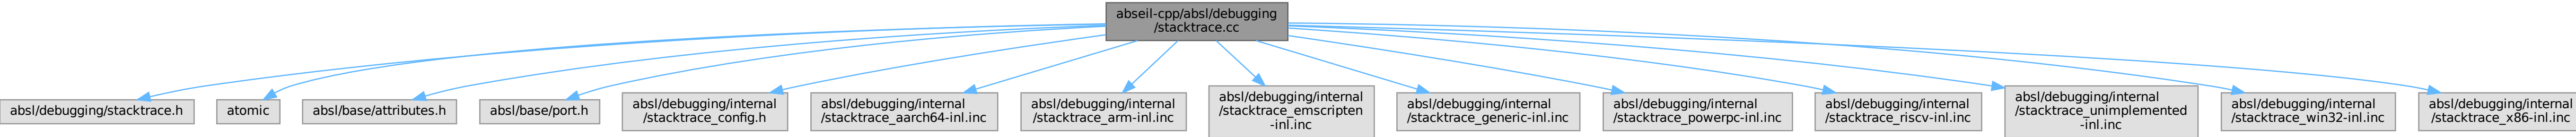 abseil-cpp/absl/debugging
/stacktrace.cc
absl/debugging/stacktrace.h
atomic
absl/base/attributes.h
absl/base/port.h
absl/debugging/internal
/stacktrace_config.h
absl/debugging/internal
/stacktrace_aarch64-inl.inc
absl/debugging/internal
/stacktrace_arm-inl.inc
absl/debugging/internal
/stacktrace_emscripten
-inl.inc
absl/debugging/internal
/stacktrace_generic-inl.inc
absl/debugging/internal
/stacktrace_powerpc-inl.inc
absl/debugging/internal
/stacktrace_riscv-inl.inc
absl/debugging/internal
/stacktrace_unimplemented
-inl.inc
absl/debugging/internal
/stacktrace_win32-inl.inc
absl/debugging/internal
/stacktrace_x86-inl.inc